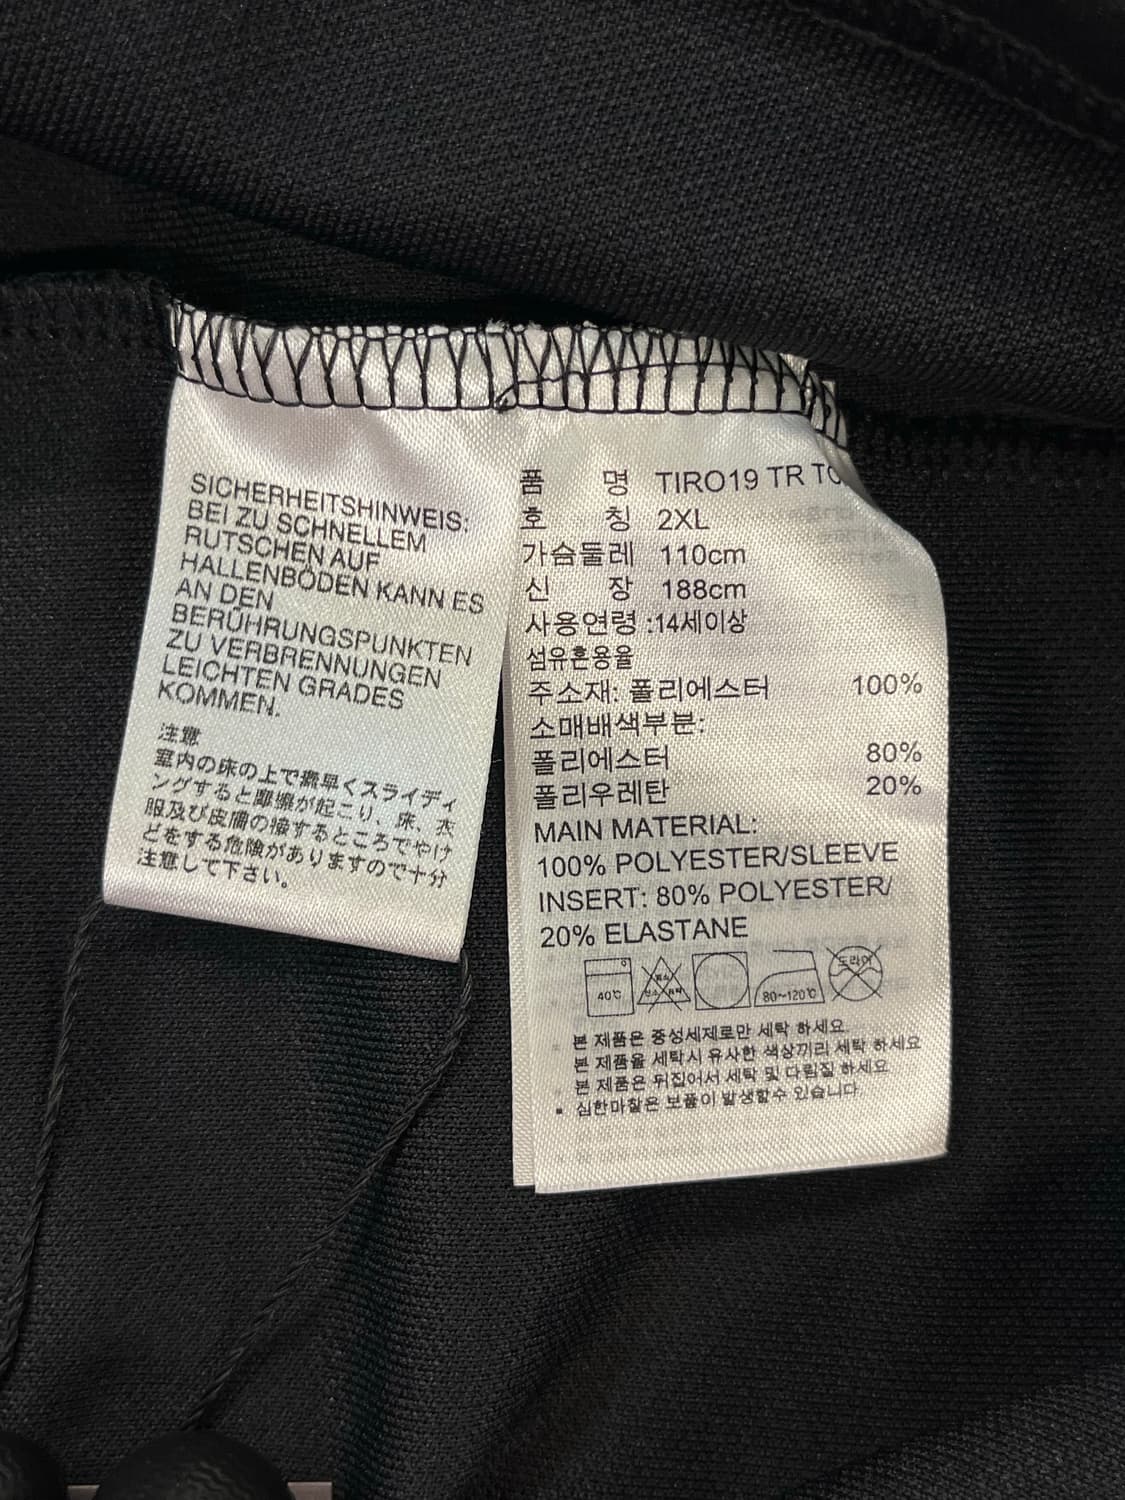 SICHERHEITSHINWEIS:
BEI ZU SCHNELLEM
RUTSCHEN AUF
HALLENBÖDEN KANN ES
AN DEN
BERÜHRUNGSPUNKTEN
ZU VERBRENNUNGEN
LEICHTEN GRADES
KOMMEN.
注意
室内の床の上で素早くスライディ
ングすると摩擦が起こり、床、衣
服及び皮膚の接するところでやけ
どをする危険がありますので十分
注意して下さい。
품 명 TIRO19 TR TO
호 칭 2XL
가슴둘레 110cm
신 장 188cm
사용연령 :14세이상
섬유혼용율
주소재: 폴리에스터 100%
소매배색부분:
폴리에스터 80%
폴리우레탄 20%
MAIN MATERIAL:
100% POLYESTER/SLEEVE
INSERT: 80% POLYESTER/
20% ELASTANE
40℃ 80~120℃ 도라이
본 제품은 중성세제로만 세탁 하세요.
본 제품을 세탁시 유사한 색상끼리 세탁 하세요
본 제품은 뒤집어서 세탁 및 다림질 하세요
▪ 심한마찰은 보풀이 발생할수 있습니다.